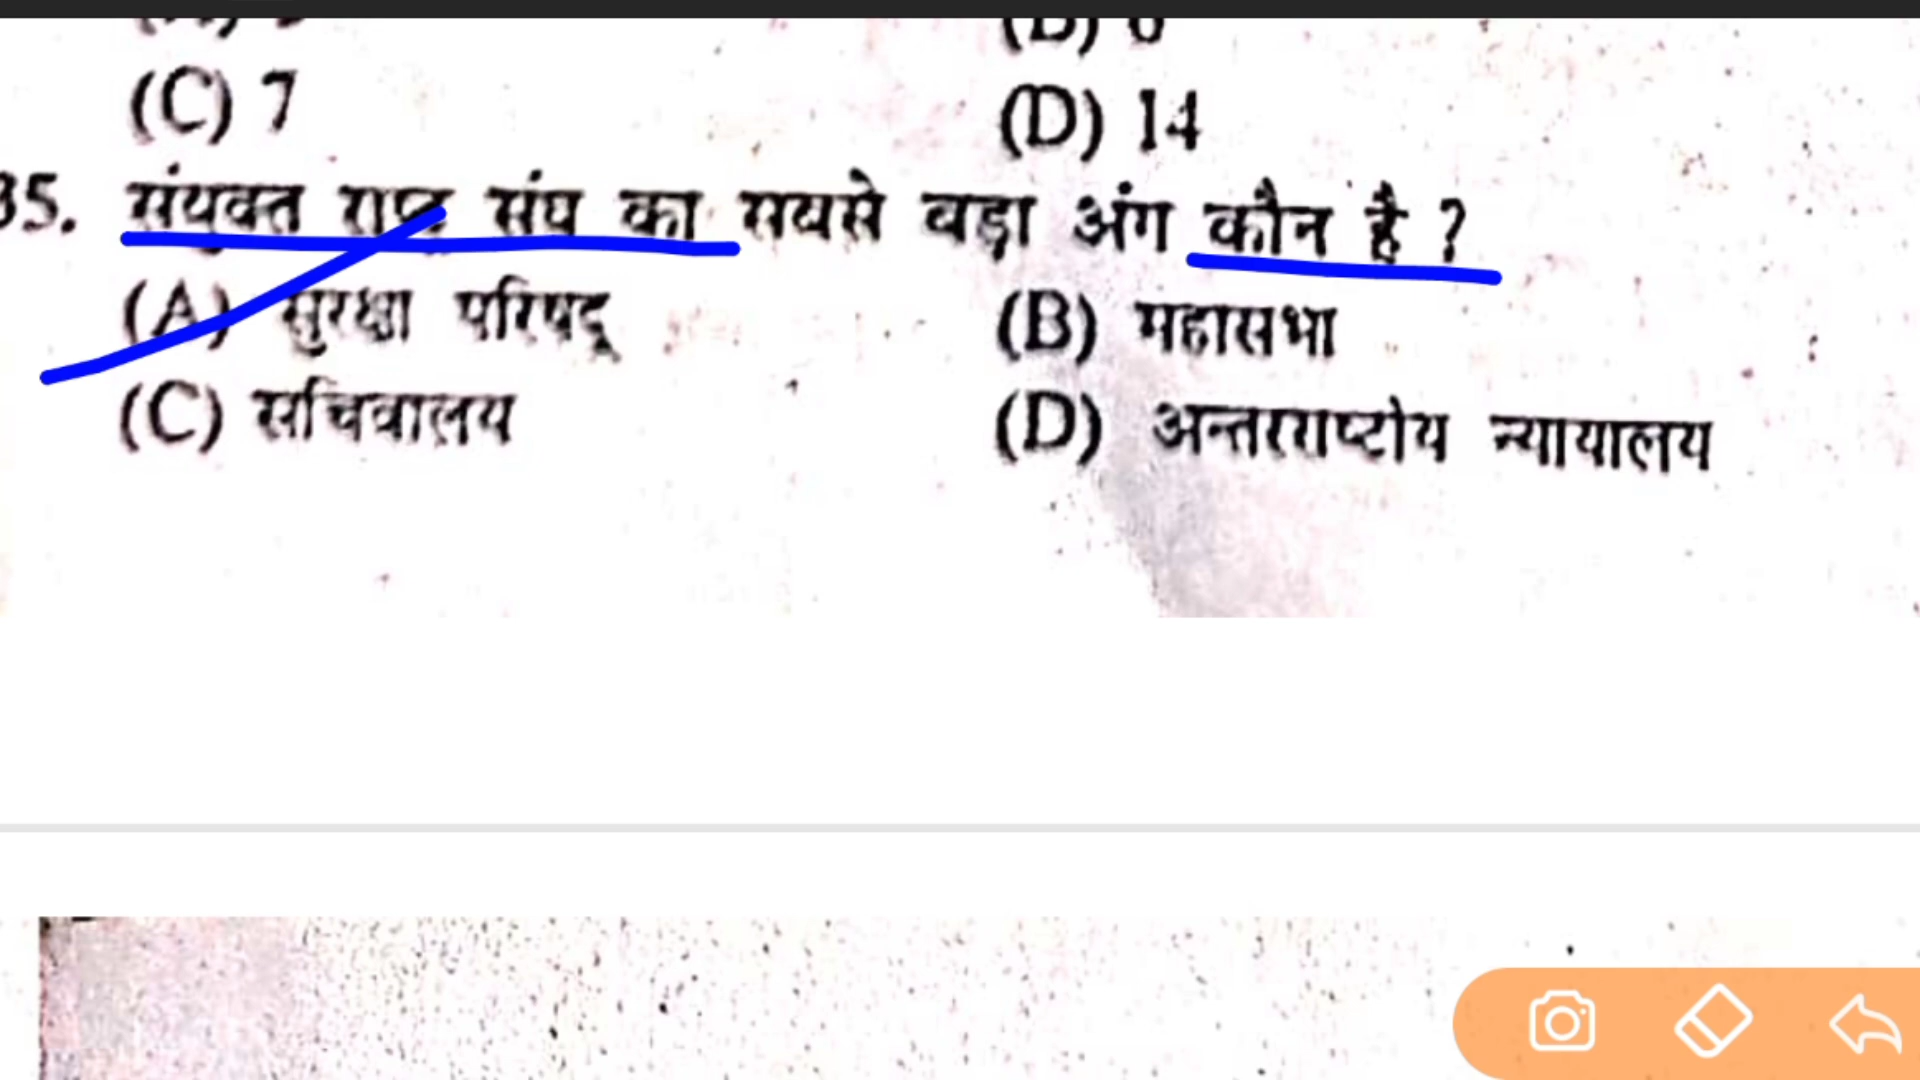 (C) 7 (D) 14
35. संयुक्त राष्ट्र संघ का सबसे बड़ा अंग कौन है ?
(A) सुरक्षा परिषद् (B) महासभा
(C) सचिवालय (D) अन्तरराष्ट्रीय न्यायालय